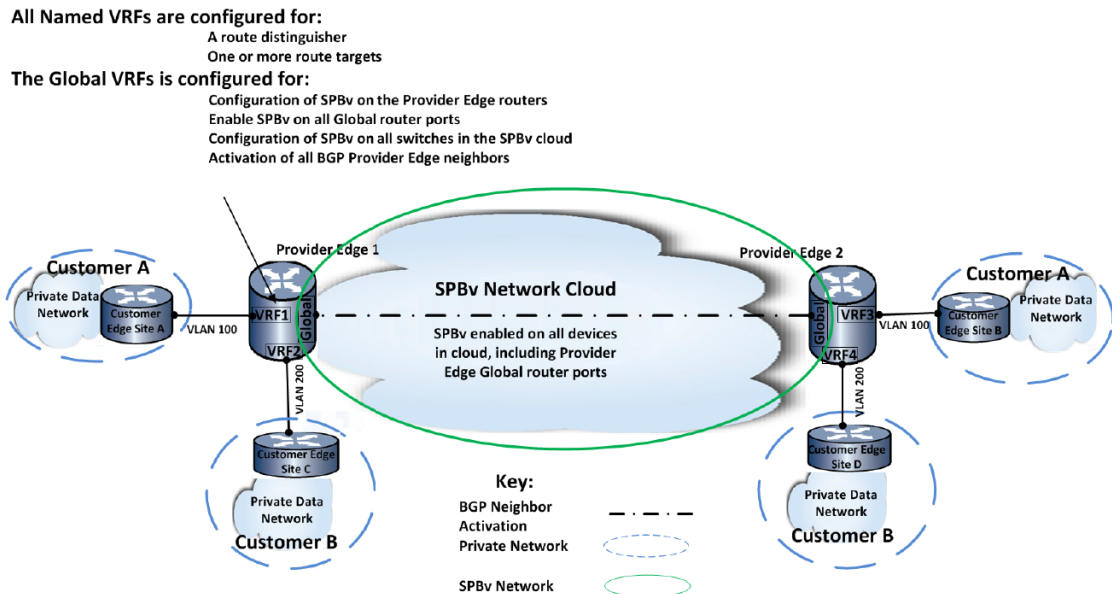 All Named VRFs are configured for:
A route distinguisher
One or more route targets
The Global VRFs is configured for:
Configuration of SPBv on the Provider Edge routers
Enable SPBv on all Global router ports
Configuration of SPBv on all switches in the SPBv cloud
Activation of all BGP Provider Edge neighbors
Provider Edge 1
Provider Edge 2
Customer A
Private Data
Network
Customer
Edge Site A
VLAN 100
VRF1
Global
VRF2
VLAN 200
SPBv Network Cloud
SPBv enabled on all devices
in cloud, including Provider
Edge Global router ports
Global
VRF3
VRF4
VLAN 100
VLAN 200
Customer A
Customer
Edge Site B
Private Data
Network
Customer Edge
Site C
Private Data
Network
Customer B
Customer Edge
Site D
Private Data
Network
Customer B
Key:
BGP Neighbor
Activation
Private Network
SPBv Network